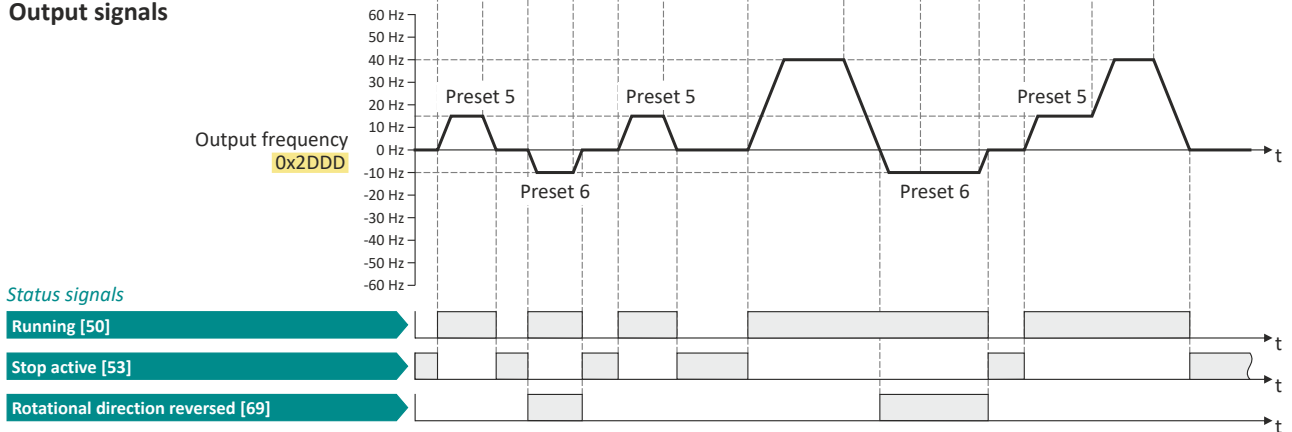 Output signals
60 Hz
50 Hz
40 Hz
30 Hz
20 Hz
10 Hz
0 Hz
-10 Hz
-20 Hz
-30 Hz
-40 Hz
-50 Hz
-60 Hz
Output frequency
0x2DDD
Preset 5
Preset 5
Preset 5
t
Preset 6
Preset 6
Status signals
Running [50]
t
Stop active [53]
t
Rotational direction reversed [69]
t